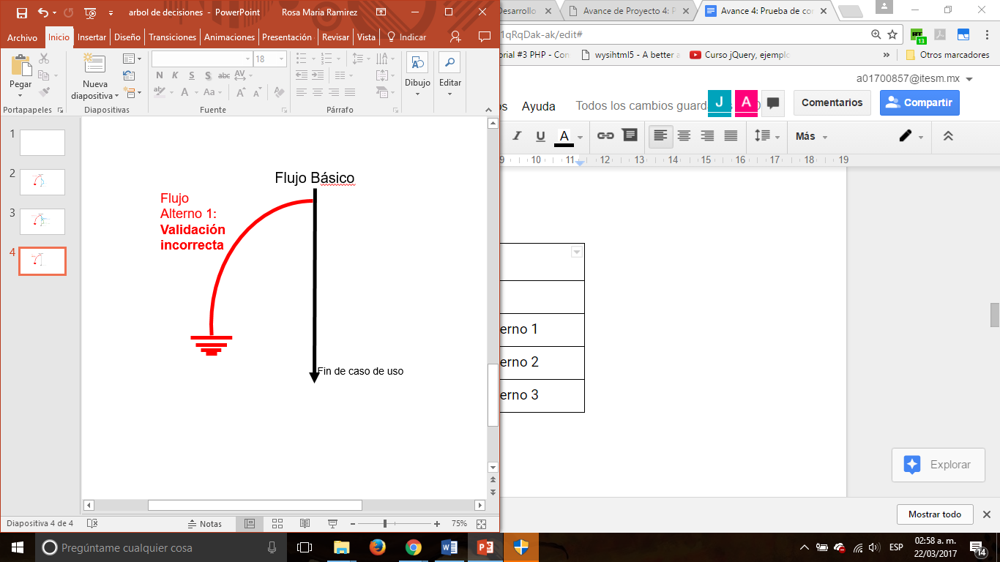 arbol de decisiones - PowerPoint
Rosa Maria Ramirez
Archivo Inicio Insertar Diseño Transiciones Animaciones Presentación Revisar Vista Indicar
Pegar
Nueva
diapositiva
18
N K S S abc AV
Aa
Dibujo
Editar
Portapapeles Diapositivas Fuente Párrafo
1
2
3
4
Flujo Básico
Flujo
Alterno 1:
Validación
incorrecta
Fin de caso de uso
Diapositiva 4 de 4
Notas
75%
Desarrollo
Avance de Proyecto 4: P
Avance 4: Prueba de co
1qRqDak-ak/edit#
13
torial #3 PHP - Con
wysihtml5 - A better a
Curso jQuery, ejemplo
Otros marcadores
a01700857@itesm.mx
os Ayuda Todos los cambios guard
J A
Comentarios
Compartir
Más
9 10 11 12 13 14 15 16 17 18 19
erno 1
erno 2
erno 3
Explorar
Mostrar todo
Pregúntame cualquier cosa
ESP
02:58 a. m.
22/03/2017
14